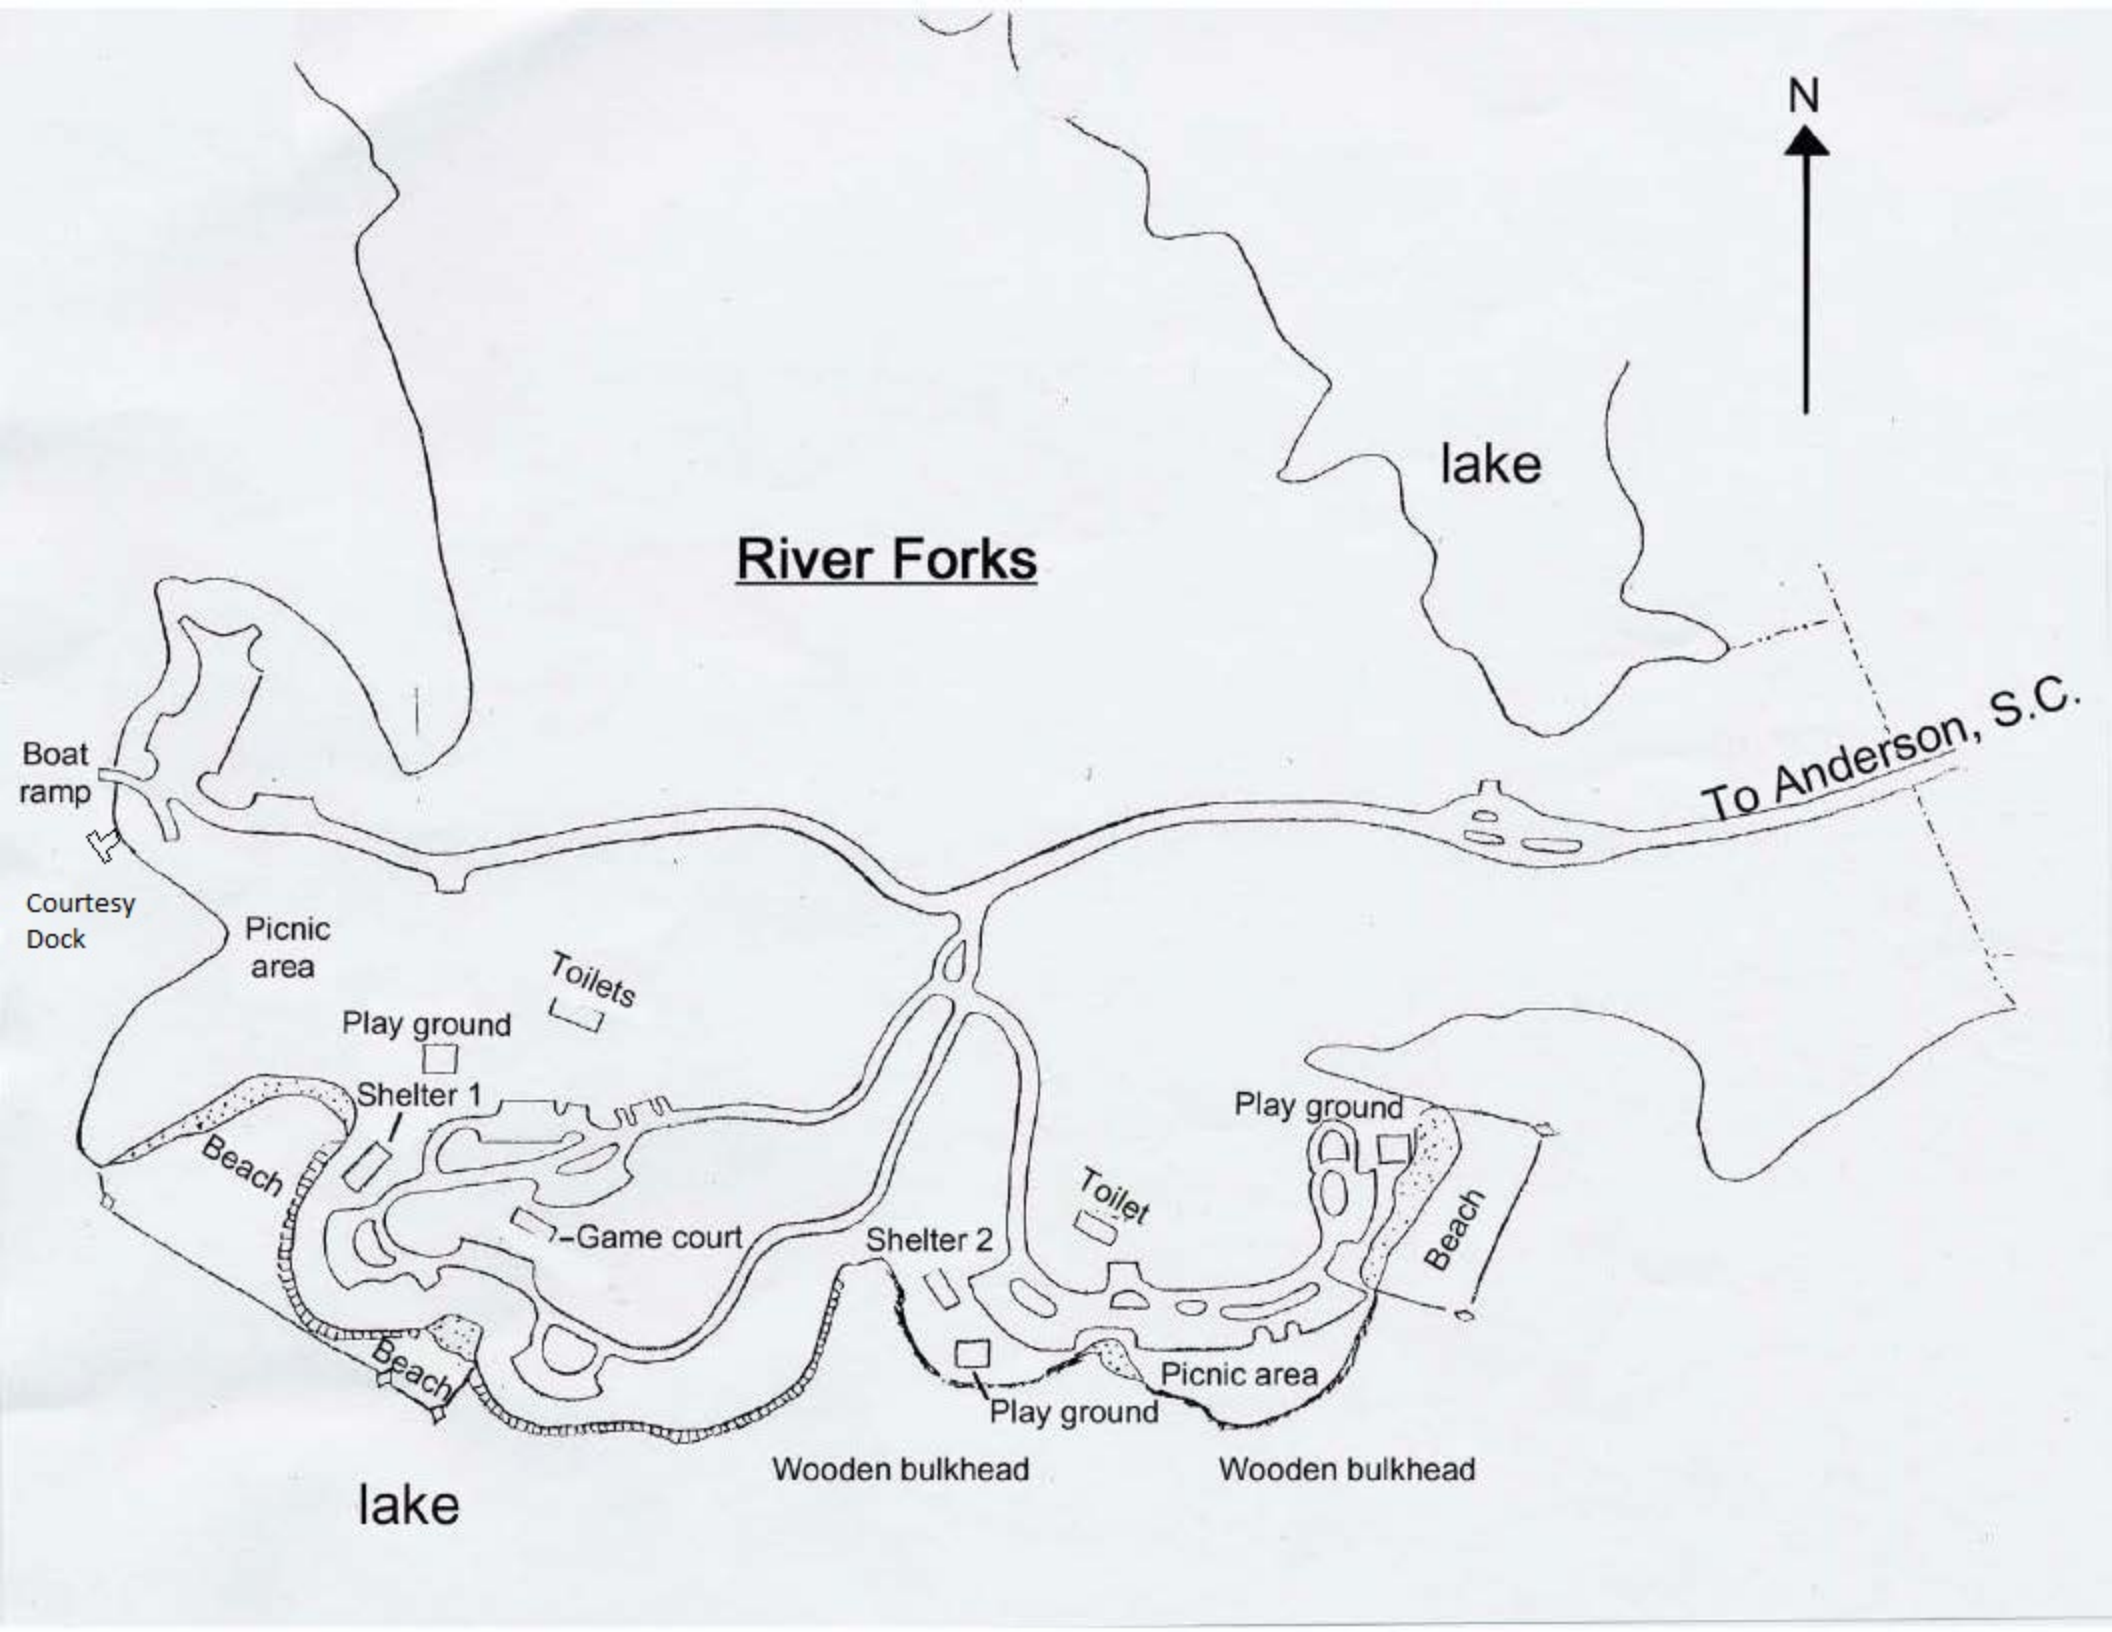 N
lake
River Forks
To Anderson, S.C.
Boat
ramp
Courtesy
Dock
Picnic
area
Toilets
Play ground
Shelter 1
Beach
Game court
Shelter 2
Toilet
Play ground
Beach
Beach
Picnic area
Play ground
Wooden bulkhead
Wooden bulkhead
lake